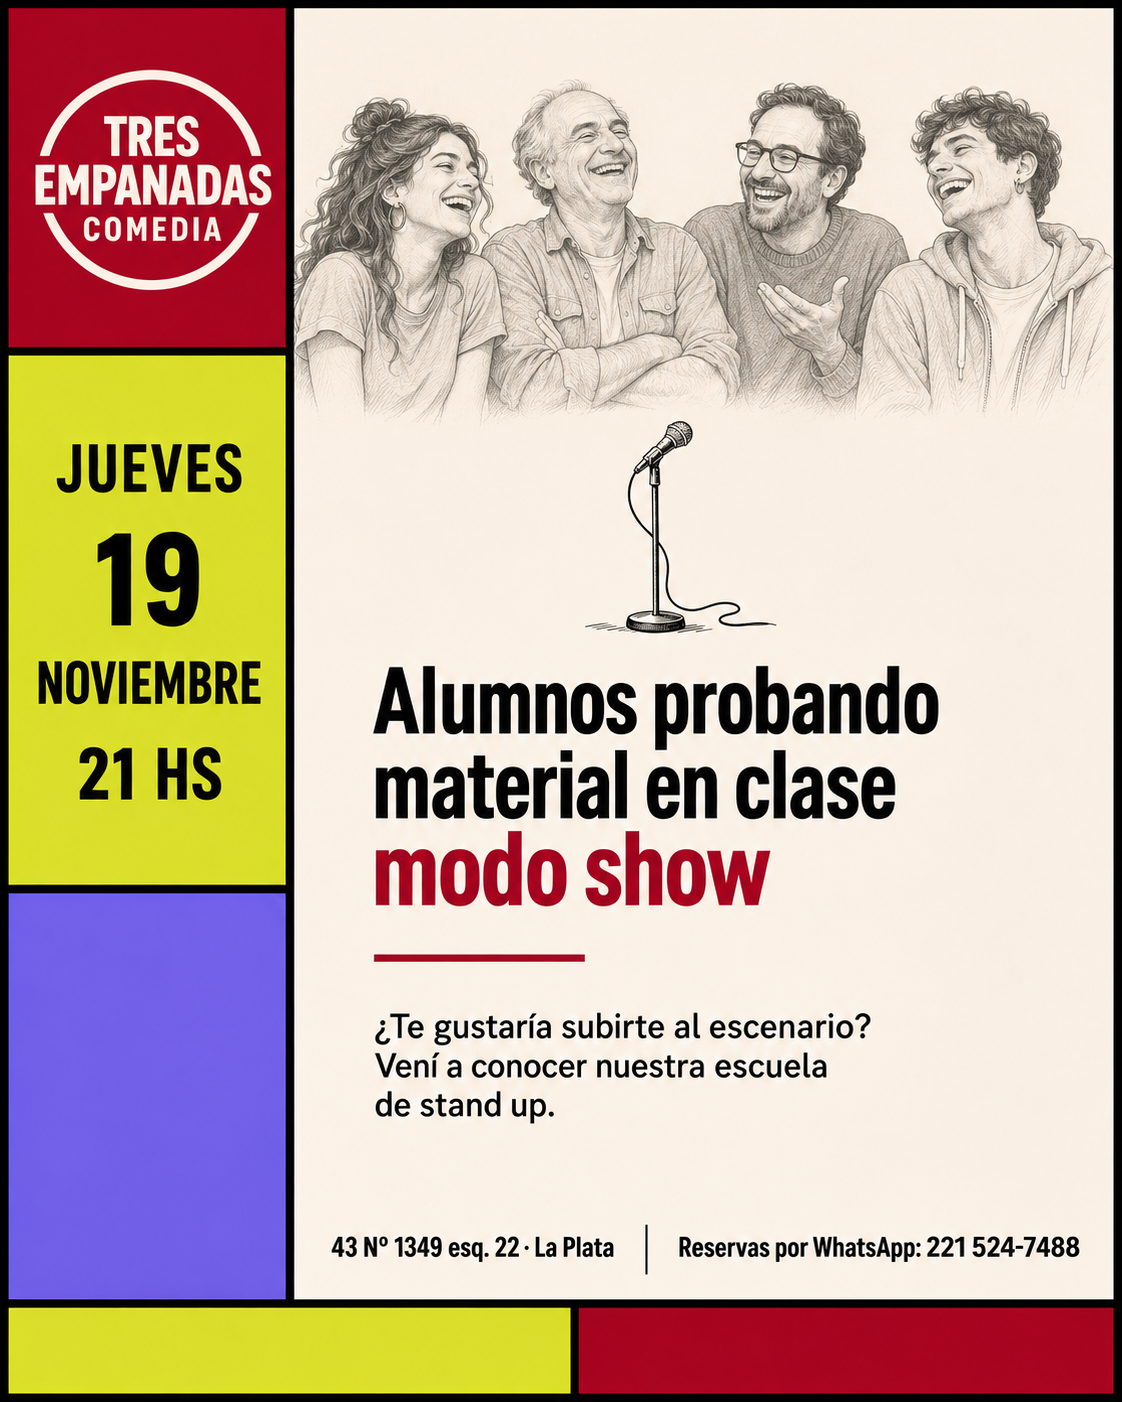 TRES
EMPANADAS
COMEDIA
JUEVES
19
NOVIEMBRE
21 HS
Alumnos probando
material en clase
modo show
¿Te gustaría subirte al escenario?
Vení a conocer nuestra escuela
de stand up.
43 Nº 1349 esq. 22 · La Plata
Reservas por WhatsApp: 221 524-7488